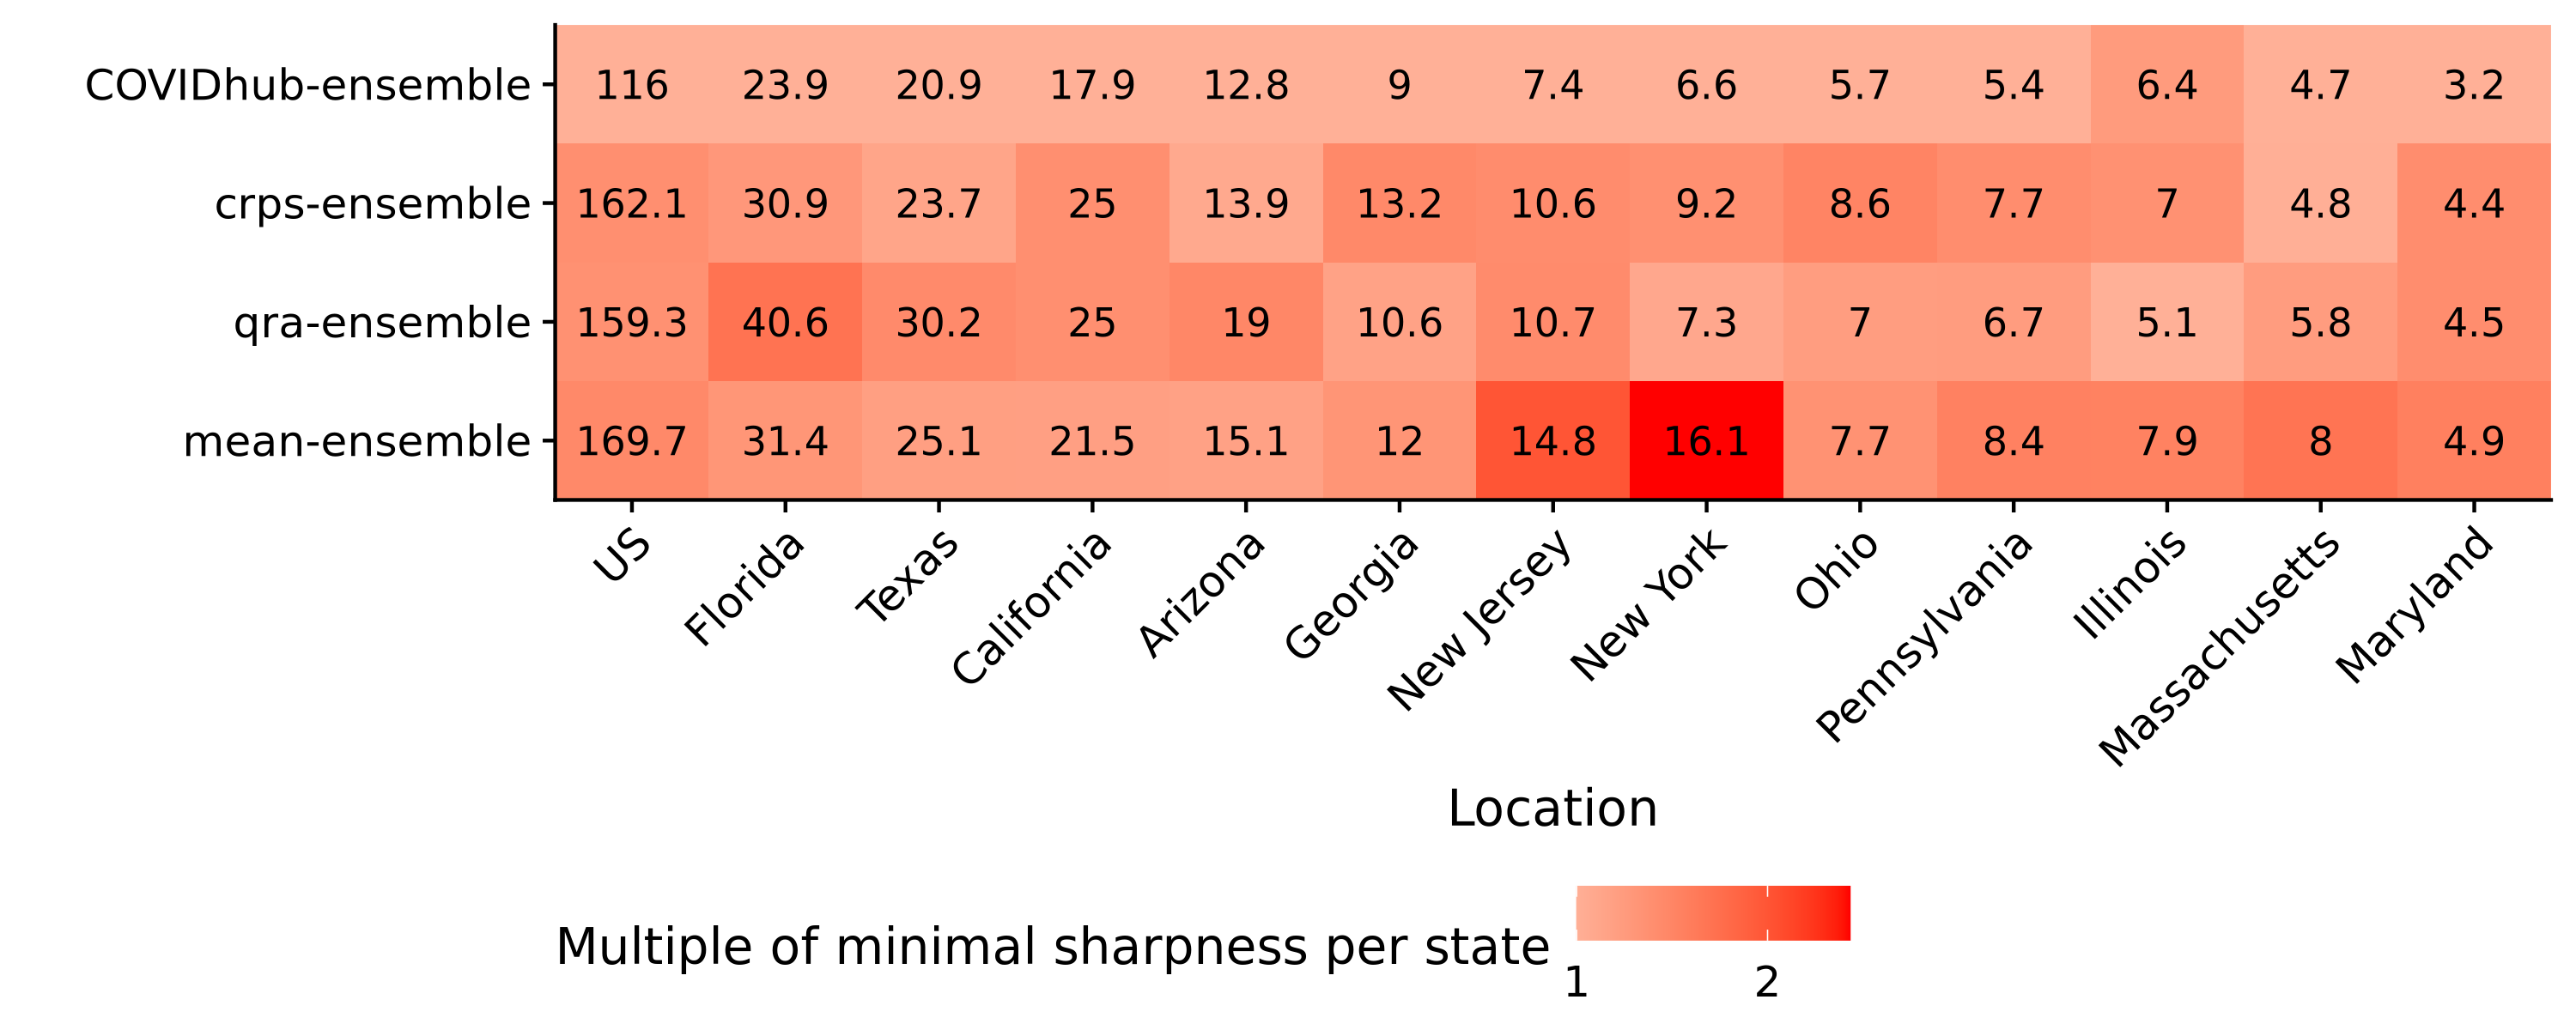 COVIDhub-ensemble 116 23.9 20.9 17.9 12.8 9 7.4 6.6 5.7 5.4 6.4 4.7 3.2
crps-ensemble 162.1 30.9 23.7 25 13.9 13.2 10.6 9.2 8.6 7.7 7 4.8 4.4
qra-ensemble 159.3 40.6 30.2 25 19 10.6 10.7 7.3 7 6.7 5.1 5.8 4.5
mean-ensemble 169.7 31.4 25.1 21.5 15.1 12 14.8 16.1 7.7 8.4 7.9 8 4.9
US Florida Texas California Arizona Georgia New Jersey New York Ohio Pennsylvania Illinois Massachusetts Maryland
Location
Multiple of minimal sharpness per state
1 2